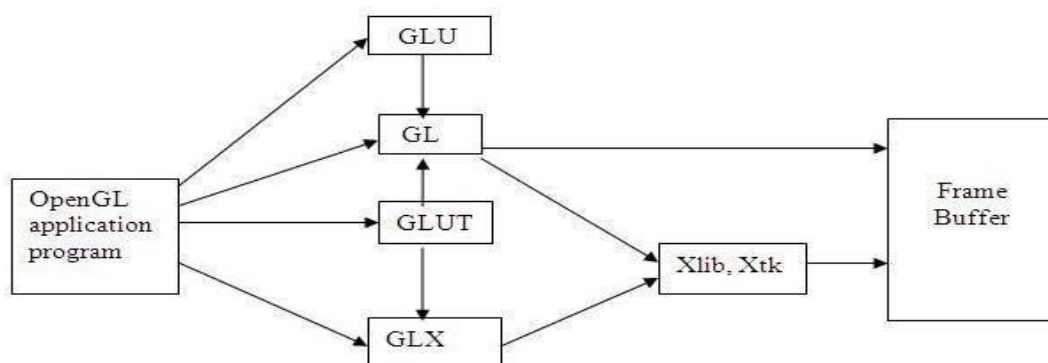 GLU
GL
OpenGL
application
program
GLUT
GLX
Xlib, Xtk
Frame
Buffer